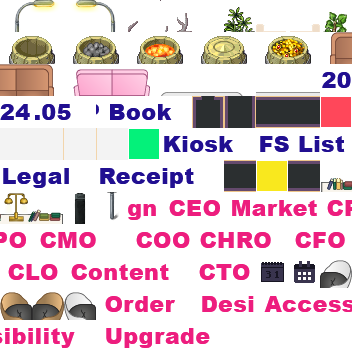 20
24.05 Book
Kiosk FS List
Legal Receipt
gn CEO Market CF
PO CMO COO CHRO CFO
CLO Content CTO 31
Order Desi Access
sibility Upgrade